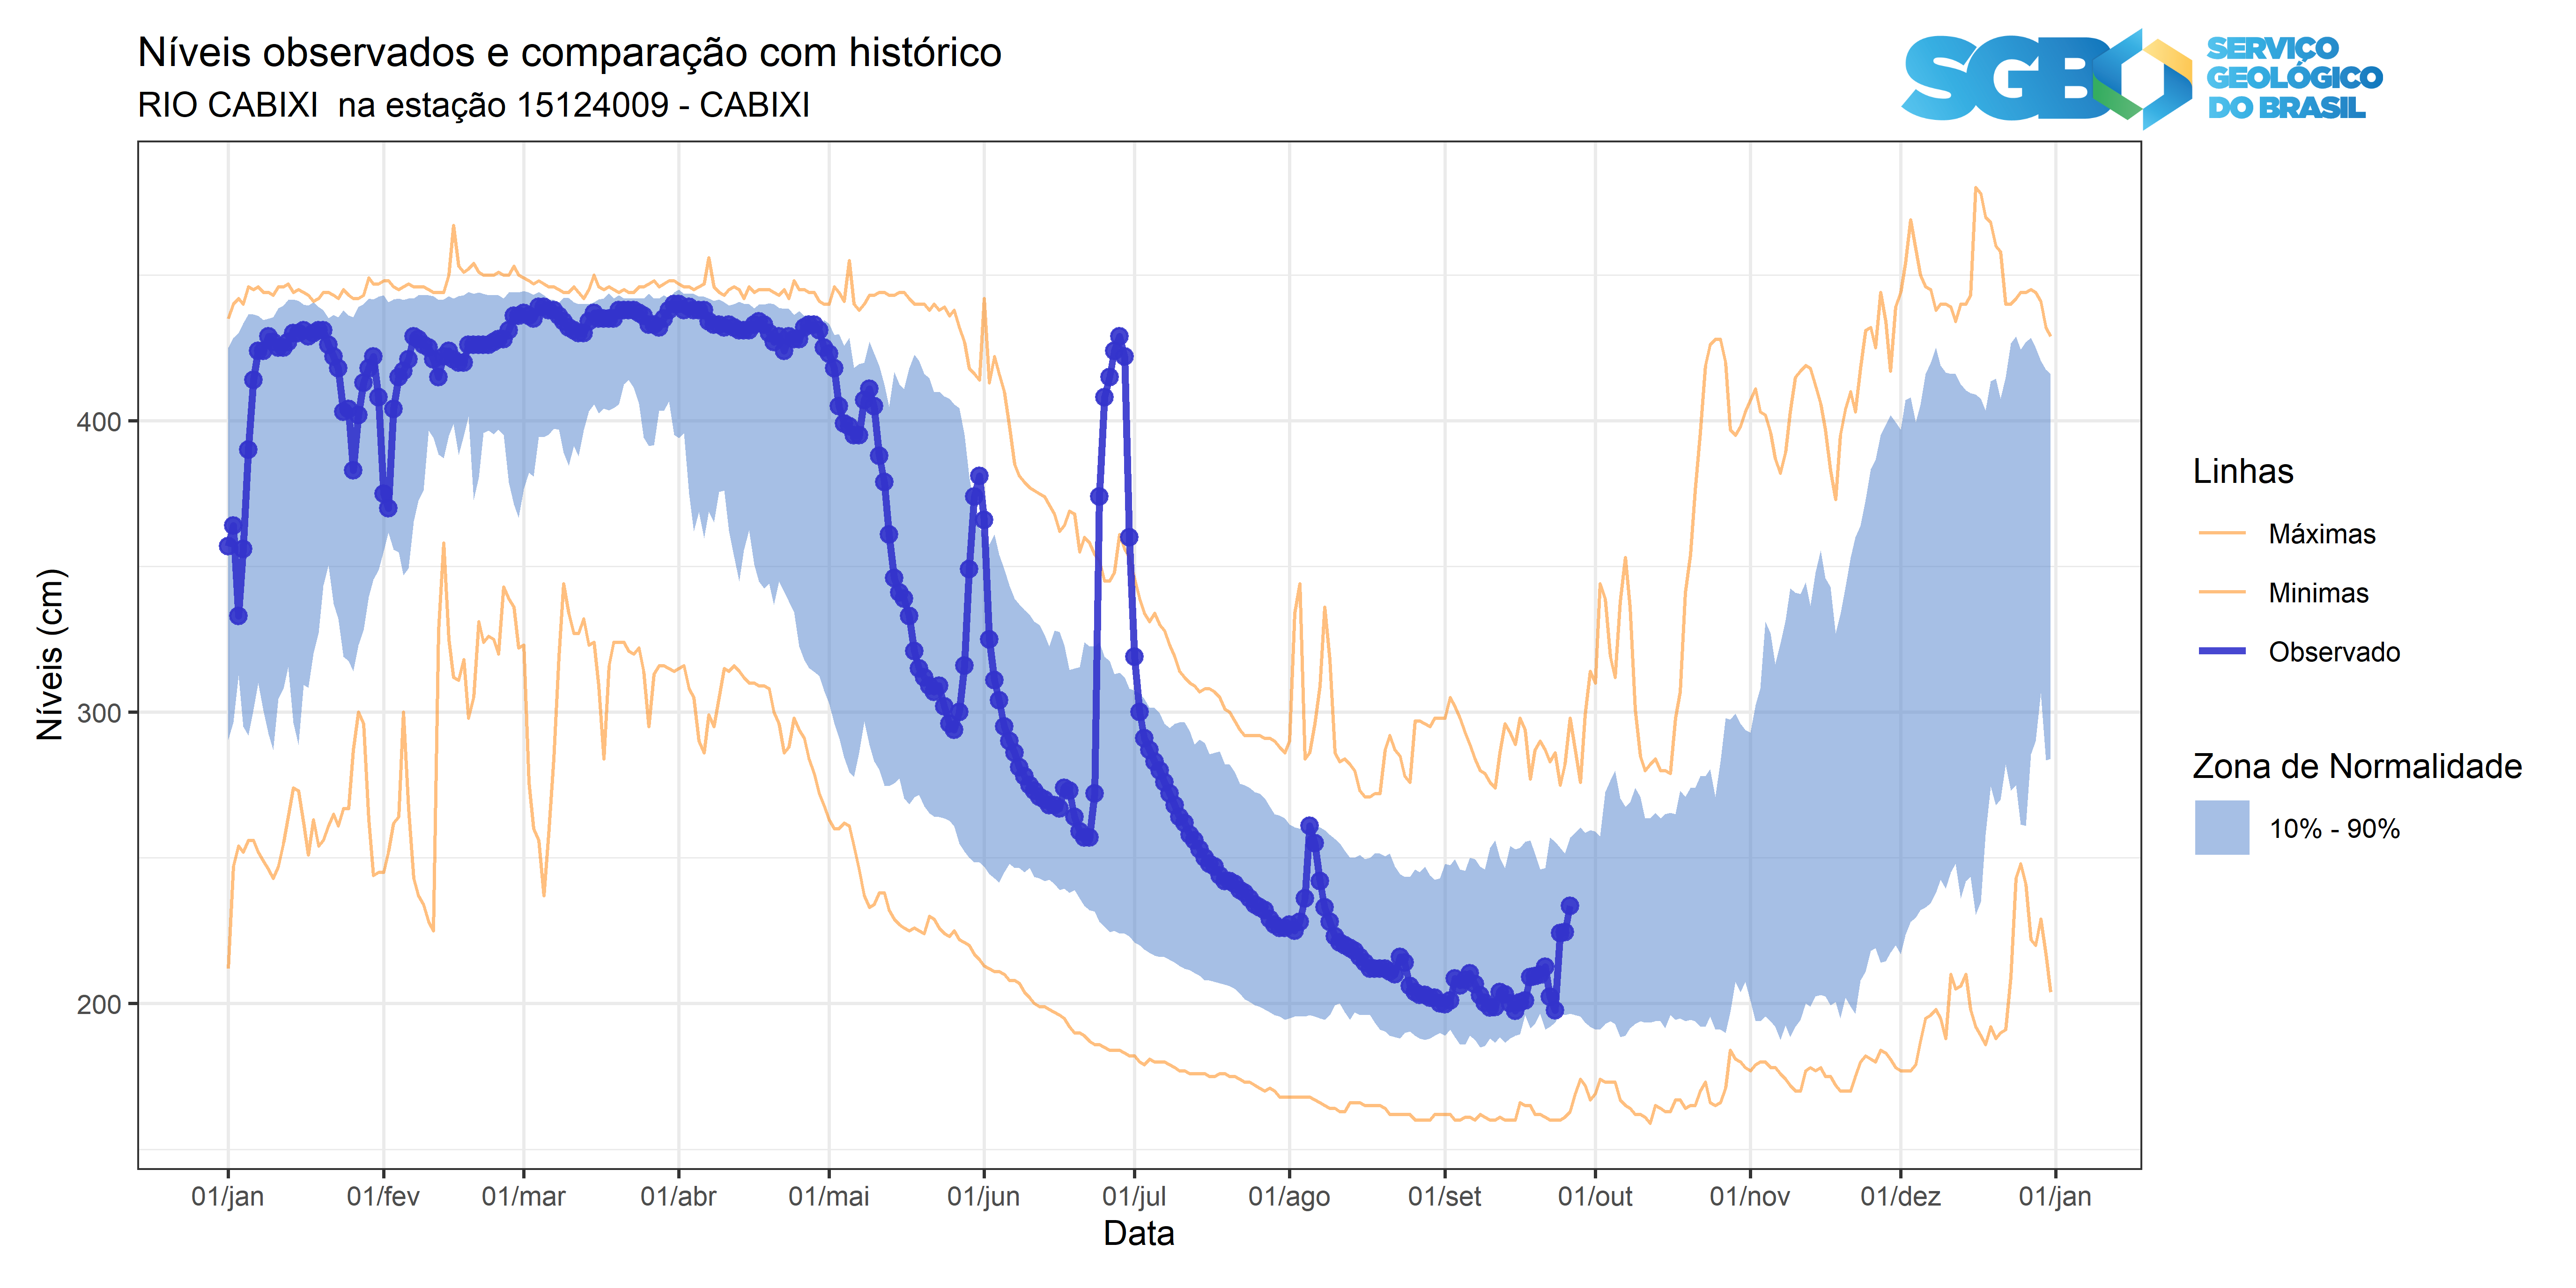 Níveis observados e comparação com histórico
RIO CABIXI  na estação 15124009 - CABIXI
SGB
SERVIÇO
GEOLÓGICO
DO BRASIL
Níveis (cm)
400
300
200
01/jan
01/fev
01/mar
01/abr
01/mai
01/jun
01/jul
01/ago
01/set
01/out
01/nov
01/dez
01/jan
Data
Linhas
Máximas
Minimas
Observado
Zona de Normalidade
10% - 90%